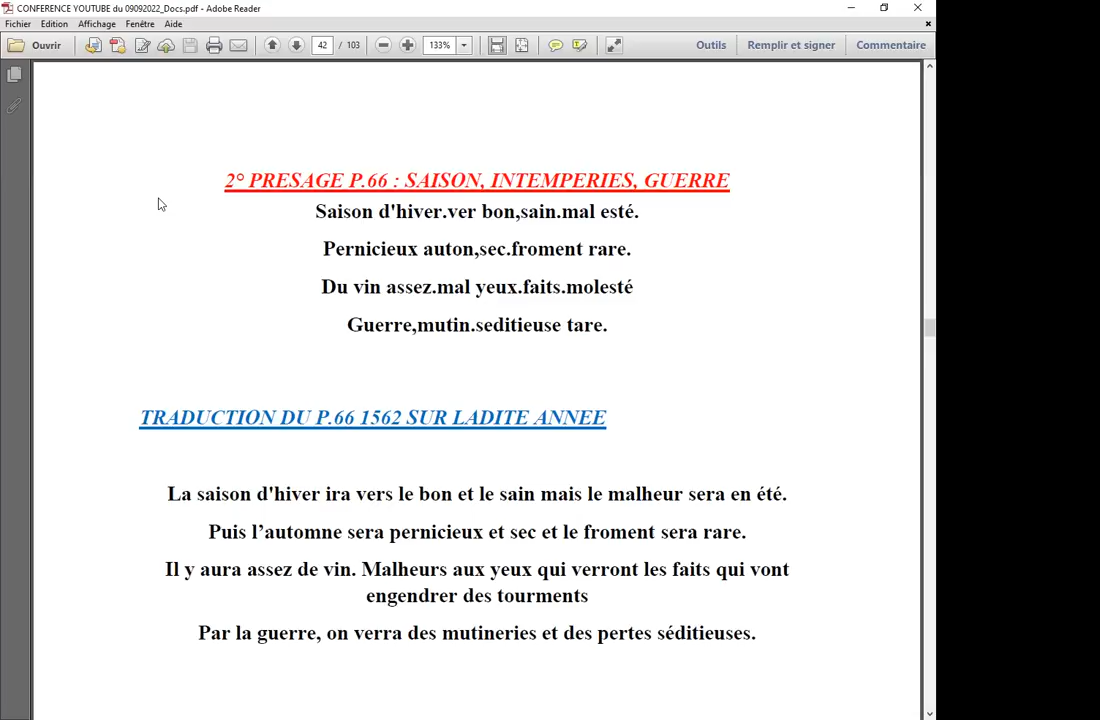 CONFERENCE YOUTUBE du 09092022_Docs.pdf - Adobe Reader
Fichier Edition Affichage Fenêtre Aide
Ouvrir 42 / 103 133% Outils Remplir et signer Commentaire
2° PRESAGE P.66 : SAISON, INTEMPERIES, GUERRE
Saison d'hiver.ver bon,sain.mal esté.
Pernicieux auton,sec.froment rare.
Du vin assez.mal yeux.faits.molesté
Guerre,mutin.seditieuse tare.
TRADUCTION DU P.66 1562 SUR LADITE ANNEE
La saison d'hiver ira vers le bon et le sain mais le malheur sera en été.
Puis l’automne sera pernicieux et sec et le froment sera rare.
Il y aura assez de vin. Malheurs aux yeux qui verront les faits qui vont
engendrer des tourments
Par la guerre, on verra des mutineries et des pertes séditieuses.